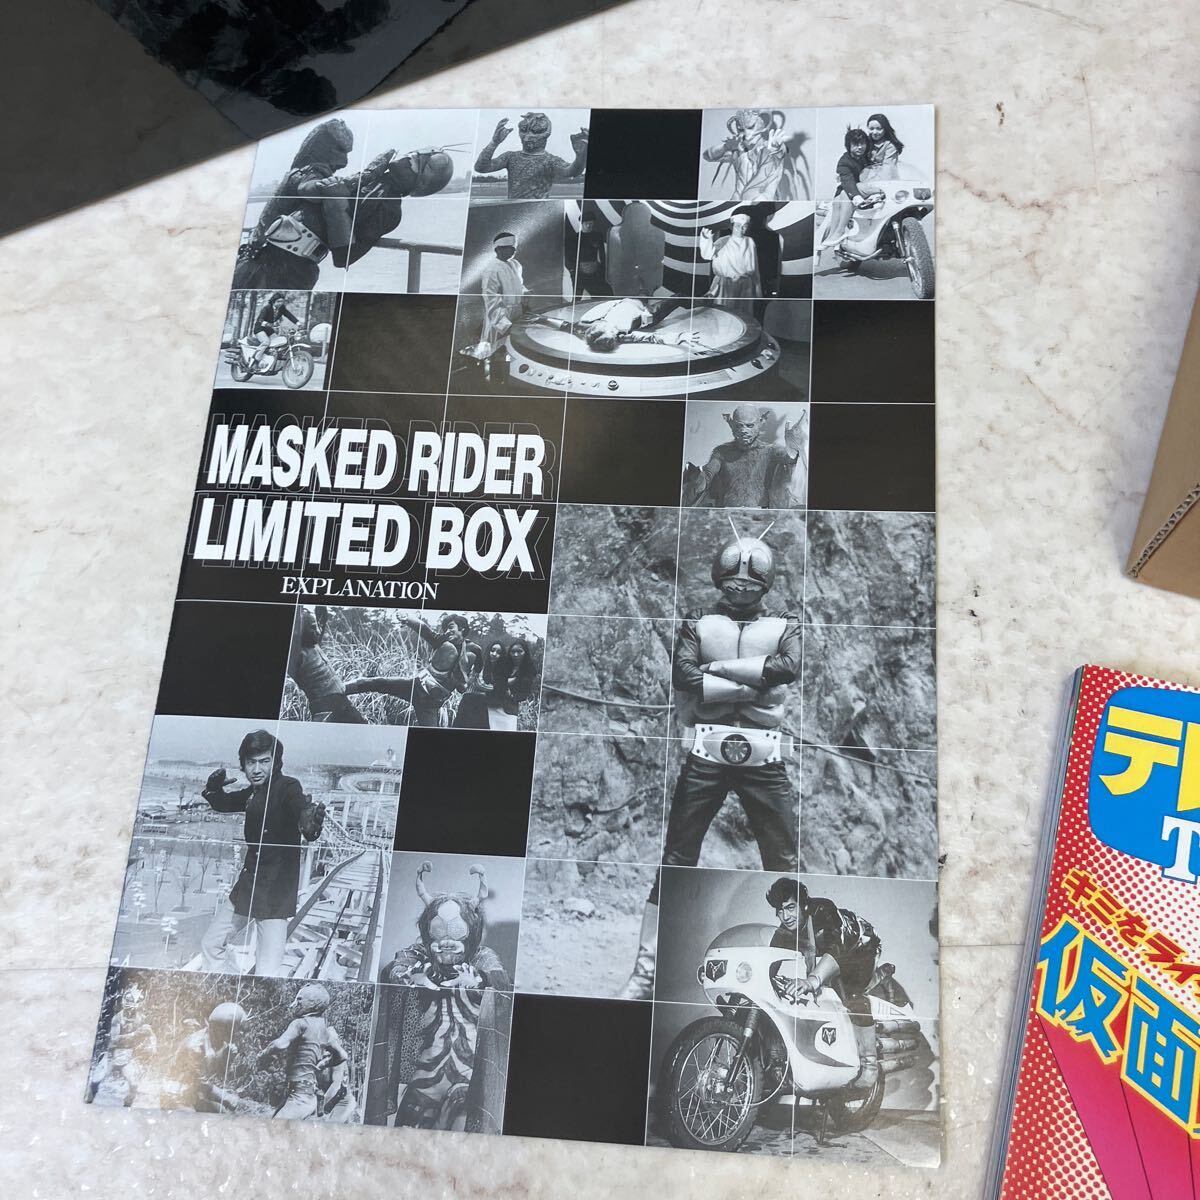 MASKED RIDER
LIMITED BOX
EXPLANATION
テレ
T
キミをライ
仮面